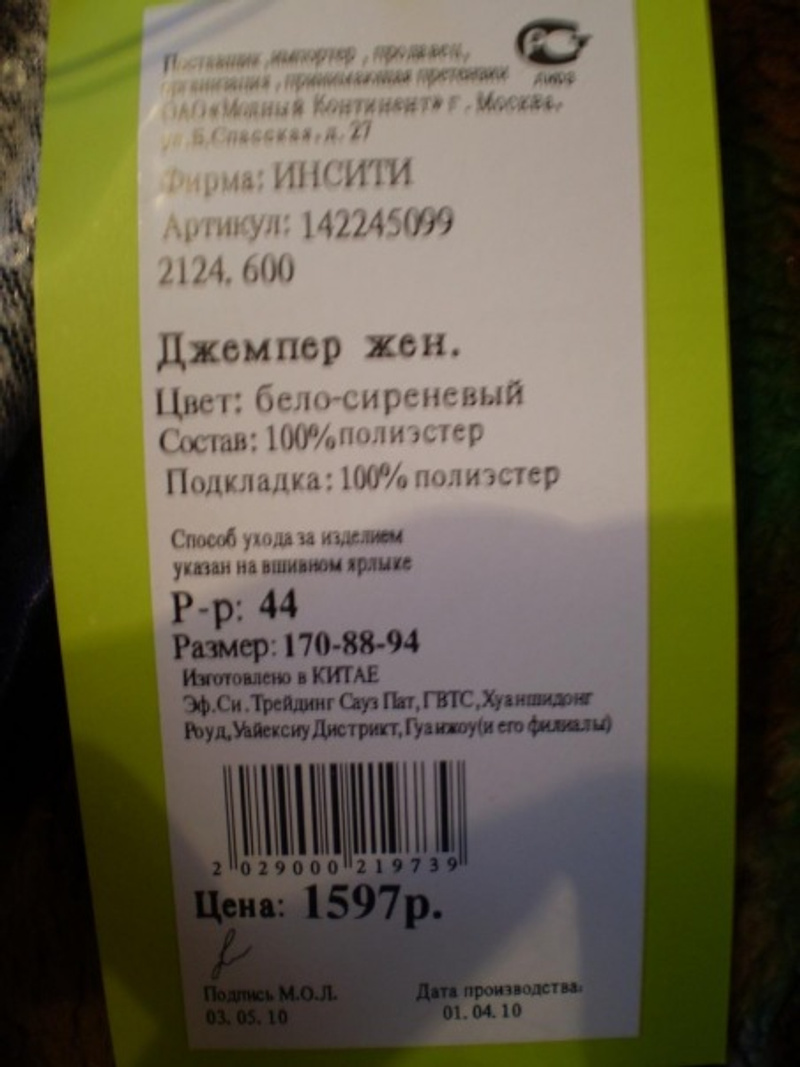 Поставщик, импортер, продавец,
организация, принимающая претензии
ОАО «Модный Континент» г. Москва,
ул.Б.Спасская, д. 27
Фирма: ИНСИТИ
Артикул: 142245099
2124. 600
Джемпер жен.
Цвет: бело-сиреневый
Состав: 100%полиэстер
Подкладка: 100% полиэстер
Способ ухода за изделием
указан на вшивном ярлыке
Р-р: 44
Размер: 170-88-94
Изготовлено в КИТАЕ
Эф.Си.Трейдинг Сауз Пат,ГВТС,Хуаншидонг
Роуд,Уайексиу Дистрикт,Гуанжоу(и его филиалы)
2 029000 219739
Цена: 1597р.
Подпись М.О.Л. Дата производства:
03. 05. 10 01. 04. 10